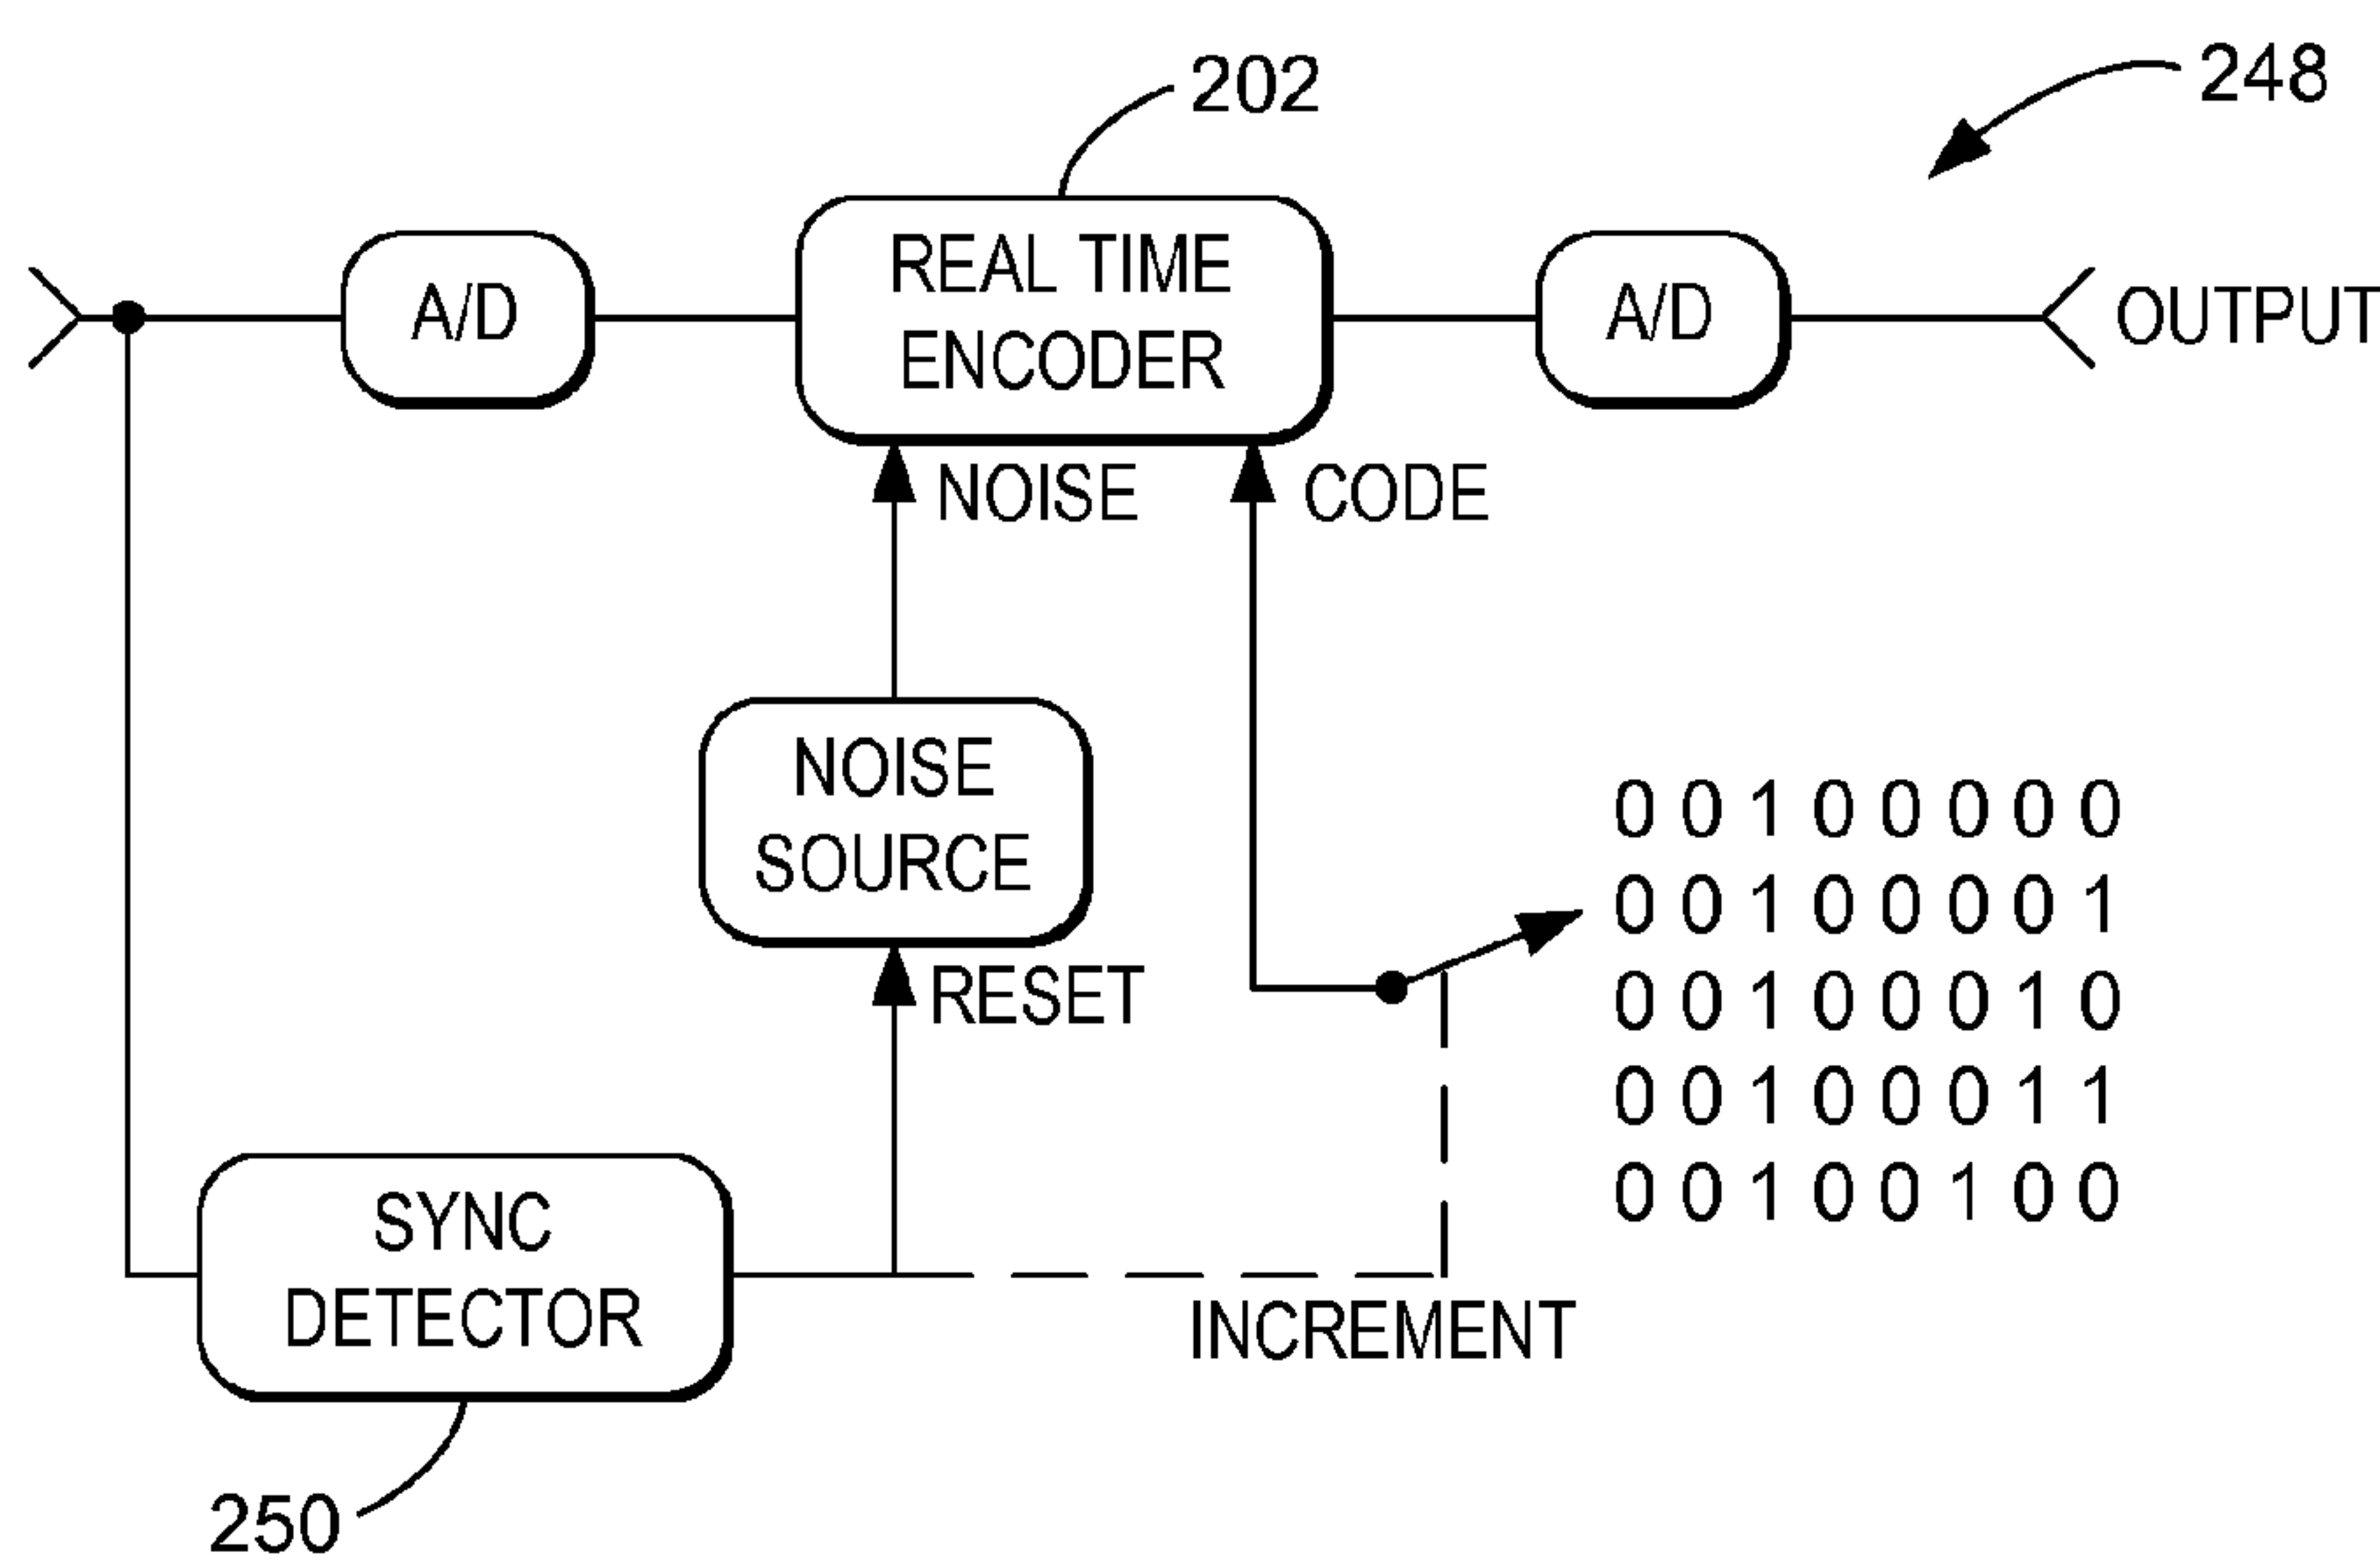 248
202
A/D
REAL TIME
ENCODER
A/D
OUTPUT
NOISE
CODE
NOISE
SOURCE
RESET
0 0 1 0 0 0 0 0
0 0 1 0 0 0 0 1
0 0 1 0 0 0 1 0
0 0 1 0 0 0 1 1
0 0 1 0 0 1 0 0
SYNC
DETECTOR
INCREMENT
250